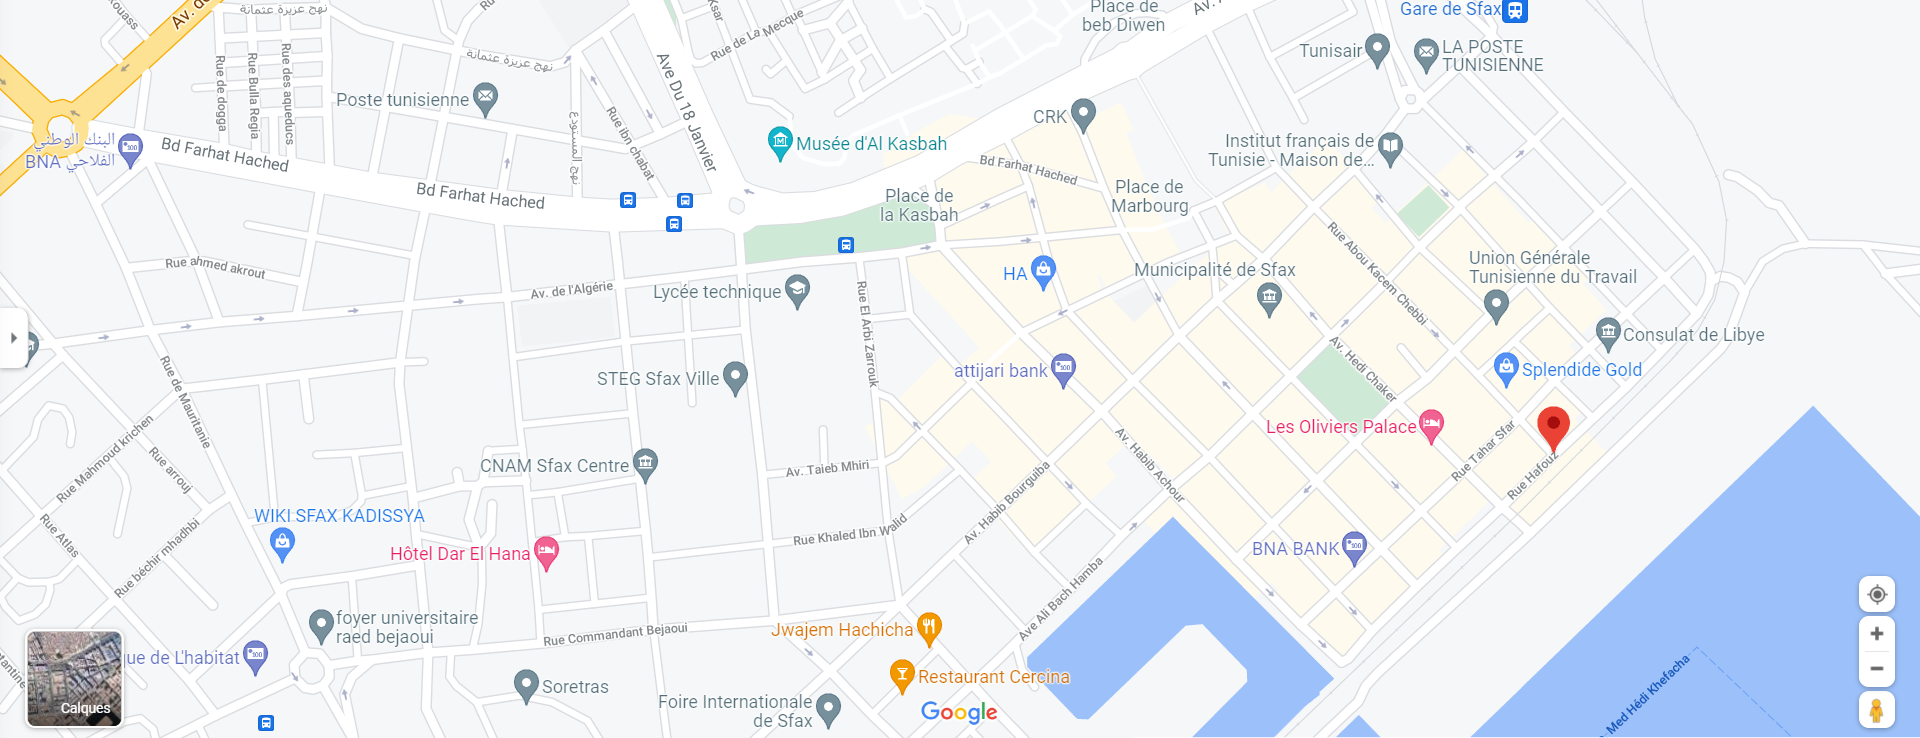 Av. de
نهج عزيزة عثمانة
Rue de dogga
Rue Bulla Regia
Rue des aqueducs
نهج عزيزة عثمانة
Poste tunisienne
نهج المستودع
Rue ibn chabat
Ave Du 18 Janvier
Rue de La Mecque
Ksar
Place de
beb Diwen
Av.
Gare de Sfax
Tunisair
LA POSTE
TUNISIENNE
البنك الوطني
BNA الفلاحي
Bd Farhat Hached
Bd Farhat Hached
Musée d'Al Kasbah
CRK
Bd Farhat Hached
Institut français de
Tunisie - Maison de...
Place de
la Kasbah
Place de
Marbourg
Rue ahmed akrout
Av. de l'Algérie
Lycée technique
HA
Municipalité de Sfax
Rue Abou Kacem Chebbi
Union Générale
Tunisienne du Travail
Rue El Arbi Zarrouk
Consulat de Libye
Rue de Mauritanie
STEG Sfax Ville
attijari bank
Av. Hedi Chaker
Splendide Gold
Les Oliviers Palace
Rue Mahmoud krichen
Rue arrouj
CNAM Sfax Centre
Av. Taieb Mhiri
Av. Habib Achour
Rue Tahar Sfar
Rue Hafouz
WIKI SFAX KADISSYA
Rue Atlas
Rue béchir mhadhbi
Hôtel Dar El Hana
Rue Khaled Ibn Walid
Av. Habib Bourguiba
BNA BANK
foyer universitaire
raed bejaoui
Rue Commandant Bejaoui
Jwajem Hachicha
Ave Ali Bach Hamba
que de L'habitat
Soretras
Restaurant Cercina
Foire Internationale
de Sfax
Med Hédi Khefacha
Calques
Google